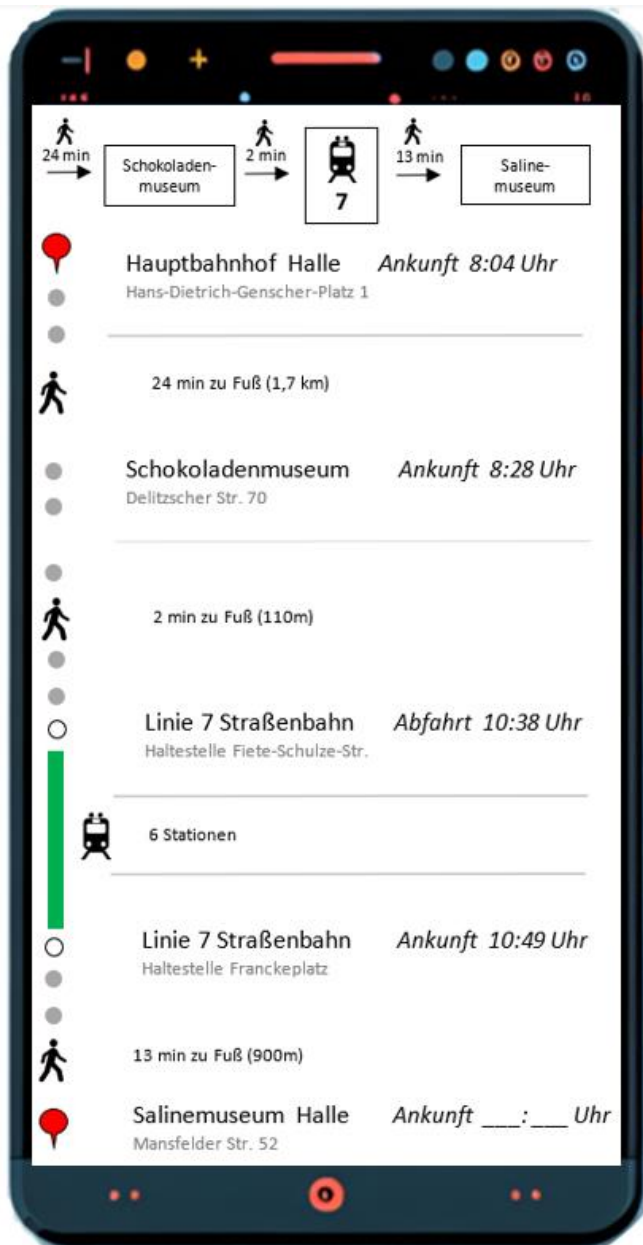 24 min
Schokoladen-
museum
2 min
7
13 min
Saline-
museum
Hauptbahnhof Halle Ankunft 8:04 Uhr
Hans-Dietrich-Genscher-Platz 1
24 min zu Fuß (1,7 km)
Schokoladenmuseum Ankunft 8:28 Uhr
Delitzscher Str. 70
2 min zu Fuß (110m)
Linie 7 Straßenbahn Abfahrt 10:38 Uhr
Haltestelle Fiete-Schulze-Str.
6 Stationen
Linie 7 Straßenbahn Ankunft 10:49 Uhr
Haltestelle Franckeplatz
13 min zu Fuß (900m)
Salinemuseum Halle Ankunft ___:___ Uhr
Mansfelder Str. 52